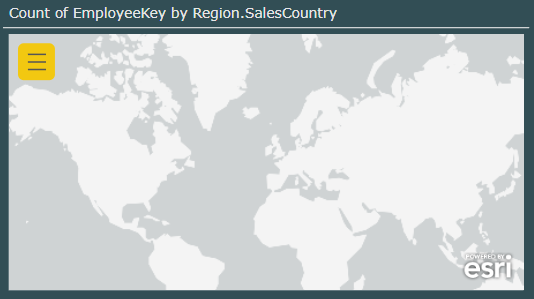 Count of EmployeeKey by Region.SalesCountry
POWERED BY
esri